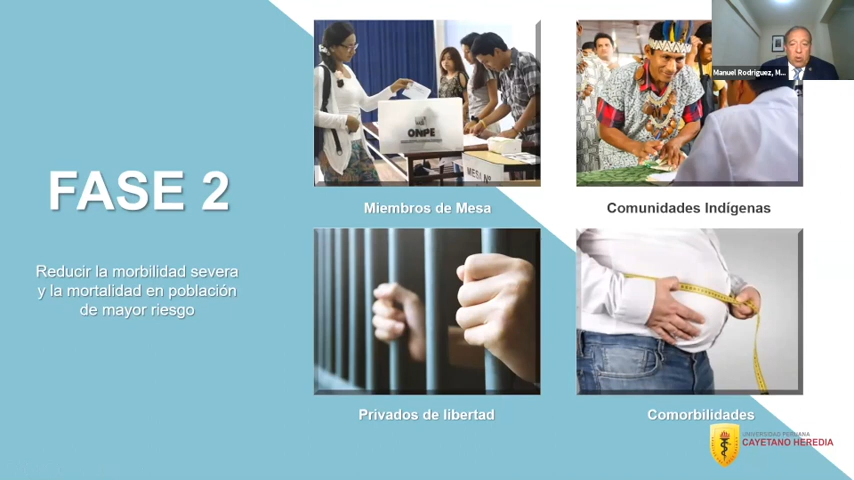 Manuel Rodriguez, M...
FASE 2
Reducir la morbilidad severa
y la mortalidad en población
de mayor riesgo
ONPE
MESA N°
Miembros de Mesa
Comunidades Indígenas
Privados de libertad
Comorbilidades
UNIVERSIDAD PERUANA
CAYETANO HEREDIA